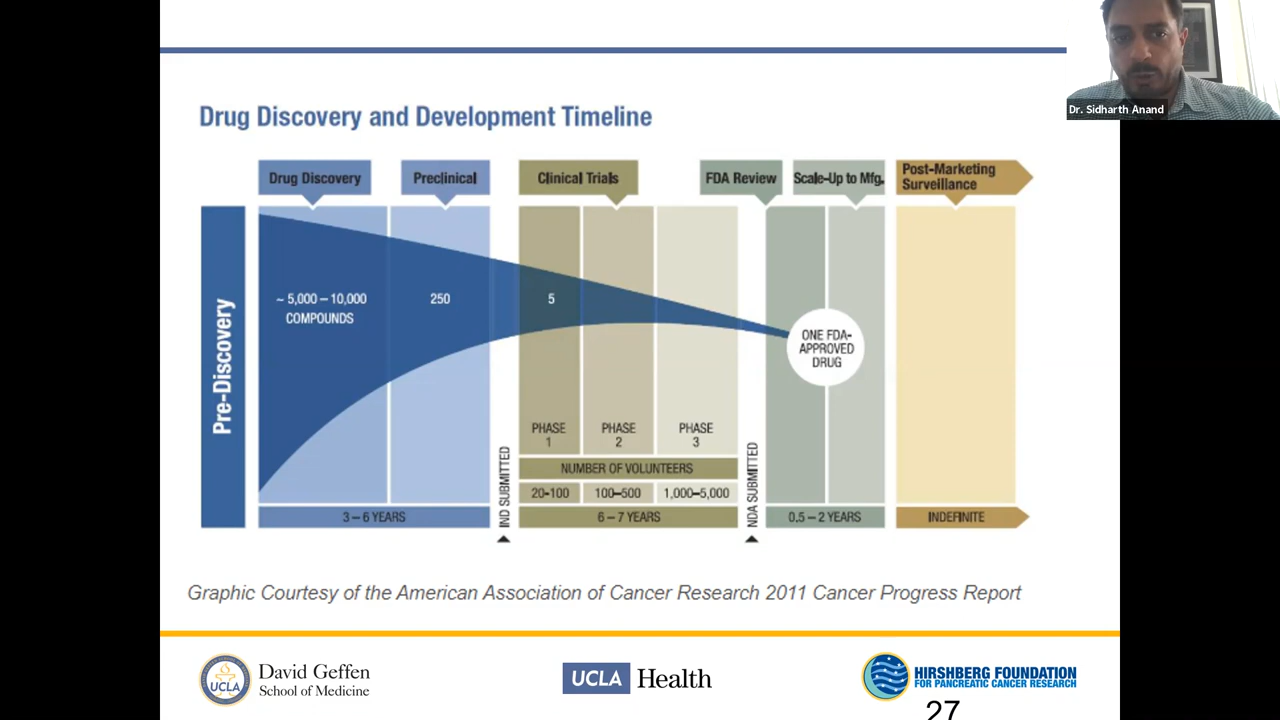 Dr. Sidharth Anand
Drug Discovery and Development Timeline
Drug Discovery
Preclinical
Clinical Trials
FDA Review
Scale-Up to Mfg.
Post-Marketing
Surveillance
Pre-Discovery
~ 5,000 – 10,000
COMPOUNDS
250
5
ONE FDA-
APPROVED
DRUG
PHASE
1
PHASE
2
PHASE
3
NUMBER OF VOLUNTEERS
20-100
100–500
1,000–5,000
IND SUBMITTED
NDA SUBMITTED
3 – 6 YEARS
6 – 7 YEARS
0.5 – 2 YEARS
INDEFINITE
Graphic Courtesy of the American Association of Cancer Research 2011 Cancer Progress Report
UCLA
David Geffen
School of Medicine
UCLA Health
HIRSHBERG FOUNDATION
FOR PANCREATIC CANCER RESEARCH
27